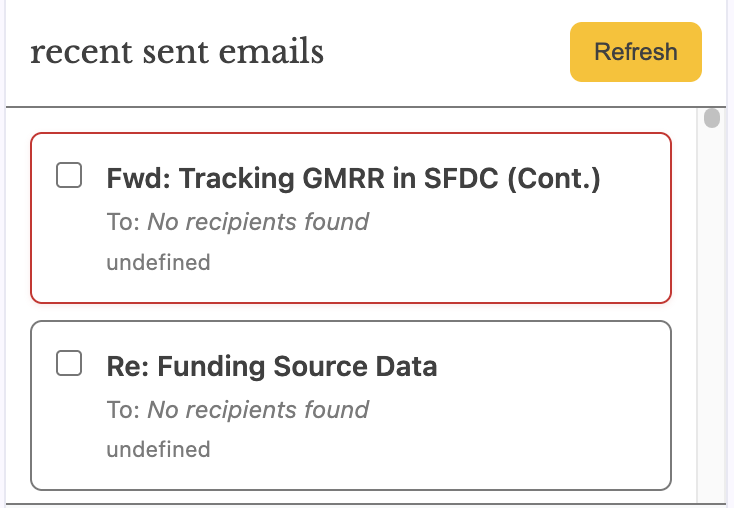 recent sent emails
Refresh
Fwd: Tracking GMRR in SFDC (Cont.)
To: No recipients found
undefined
Re: Funding Source Data
To: No recipients found
undefined